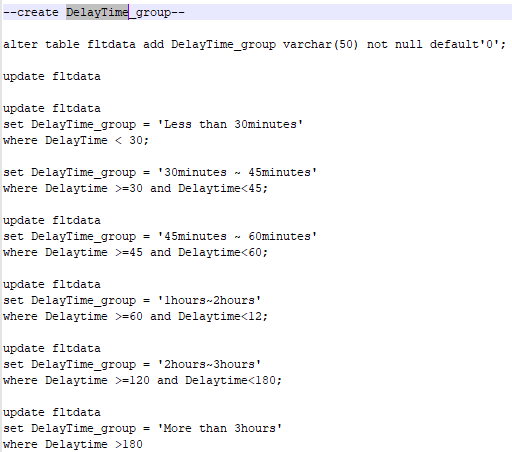 --create DelayTime_group--
alter table fltdata add DelayTime_group varchar(50) not null default'0';
update fltdata
update fltdata
set DelayTime_group = 'Less than 30minutes'
where DelayTime < 30;
set DelayTime_group = '30minutes ~ 45minutes'
where Delaytime >=30 and Delaytime<45;
update fltdata
set DelayTime_group = '45minutes ~ 60minutes'
where Delaytime >=45 and Delaytime<60;
update fltdata
set DelayTime_group = '1hours~2hours'
where Delaytime >=60 and Delaytime<12;
update fltdata
set DelayTime_group = '2hours~3hours'
where Delaytime >=120 and Delaytime<180;
update fltdata
set DelayTime_group = 'More than 3hours'
where Delaytime >180